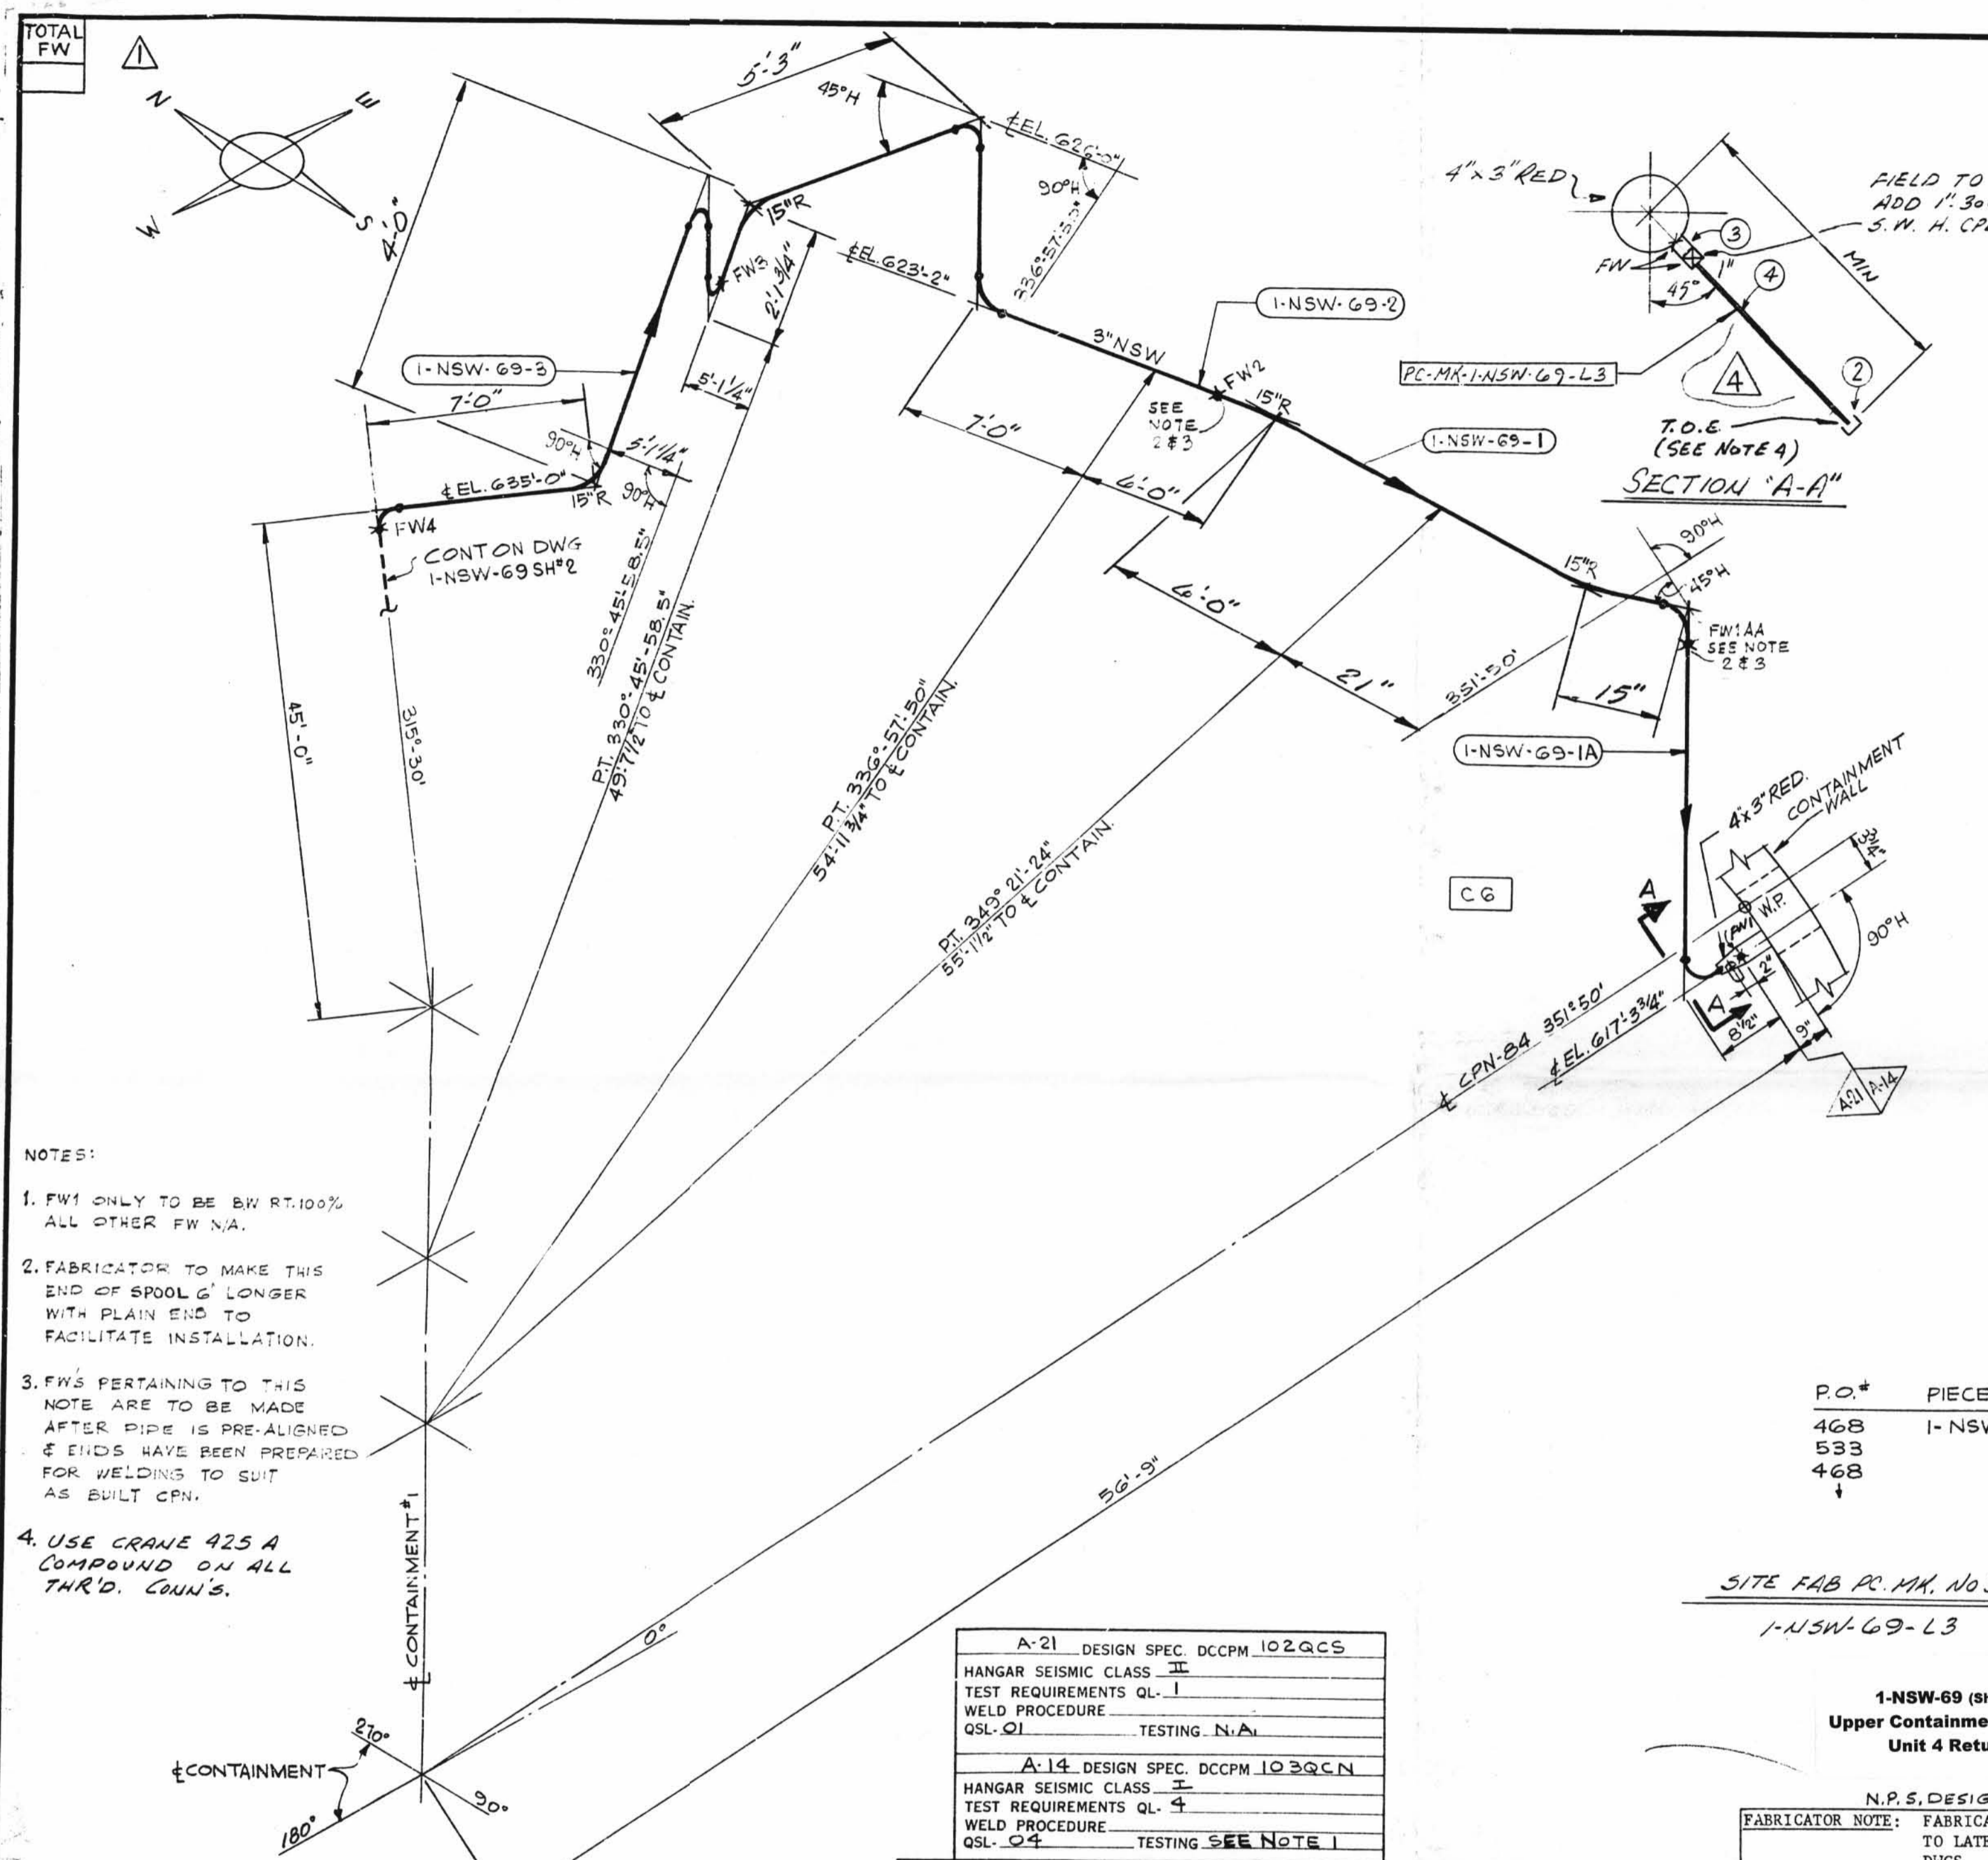 TOTAL
FW
1
N
E
W
S
5'-3"
45°H
4'-0"
15"R
FW3
2'-1 3/4"
5'-1 1/4"
℄EL. 626'-0"
90°H
336°-57'-50"
℄EL. 623'-2"
1-NSW-69-2
3"NSW
FW2
15"R
SEE
NOTE
2 & 3
7'-0"
6'-0"
1-NSW-69-1
1-NSW-69-3
7'-0"
90°H
5'-1 1/4"
90°H
℄EL. 635'-0"
15"R
FW4
CONT ON DWG
1-NSW-69 SH#2
330°-45'-58.5"
P.T. 330°-45'-58.5"
49'-7 1/2" TO ℄ CONTAIN.
45'-0"
315°-30'
P.T. 336°-57'-50"
54'-11 3/4" TO ℄ CONTAIN.
P.T. 349° 21'-24"
55'-1 1/2" TO ℄ CONTAIN.
6'-0"
21"
351°-50'
15"R
90°H
45°H
FW1AA
SEE NOTE
2 & 3
15"
1-NSW-69-1A
4"x3" RED
FIELD TO
ADD 1"-30
S.W. H. CPL
FW
3
1"
45°
4
MIN
PC-MK-1-NSW-69-L3
4
2
T.O.E.
(SEE NOTE 4)
SECTION "A-A"
4"x3" RED.
CONTAINMENT
WALL
3 3/4"
C6
A
W.P.
FW1
90°H
2"
A
8 1/2"
9"
℄ CPN-84 351°50'
℄EL. 617'-3 3/4"
A-21
A-14
56'-9"
NOTES:
1. FW1 ONLY TO BE BW RT.100%
ALL OTHER FW N/A.
2. FABRICATOR TO MAKE THIS
END OF SPOOL 6" LONGER
WITH PLAIN END TO
FACILITATE INSTALLATION.
3. FW'S PERTAINING TO THIS
NOTE ARE TO BE MADE
AFTER PIPE IS PRE-ALIGNED
& ENDS HAVE BEEN PREPARED
FOR WELDING TO SUIT
AS BUILT CPN.
4. USE CRANE 425 A
COMPOUND ON ALL
THR'D. CONN'S.
℄ CONTAINMENT #1
0°
270°
℄CONTAINMENT
90°
180°
P.O.# PIECE
468 1-NSW
533
468
SITE FAB PC. MK. NO.
1-NSW-69-L3
A-21 DESIGN SPEC. DCCPM 102QCS
HANGAR SEISMIC CLASS II
TEST REQUIREMENTS QL- 1
WELD PROCEDURE
QSL- 01 TESTING N.A.
A-14 DESIGN SPEC. DCCPM 103QCN
HANGAR SEISMIC CLASS I
TEST REQUIREMENTS QL- 4
WELD PROCEDURE
QSL- 04 TESTING SEE NOTE 1
1-NSW-69 (SH
Upper Containme
Unit 4 Retu
N.P.S. DESIG
FABRICATOR NOTE: FABRICA
TO LATE